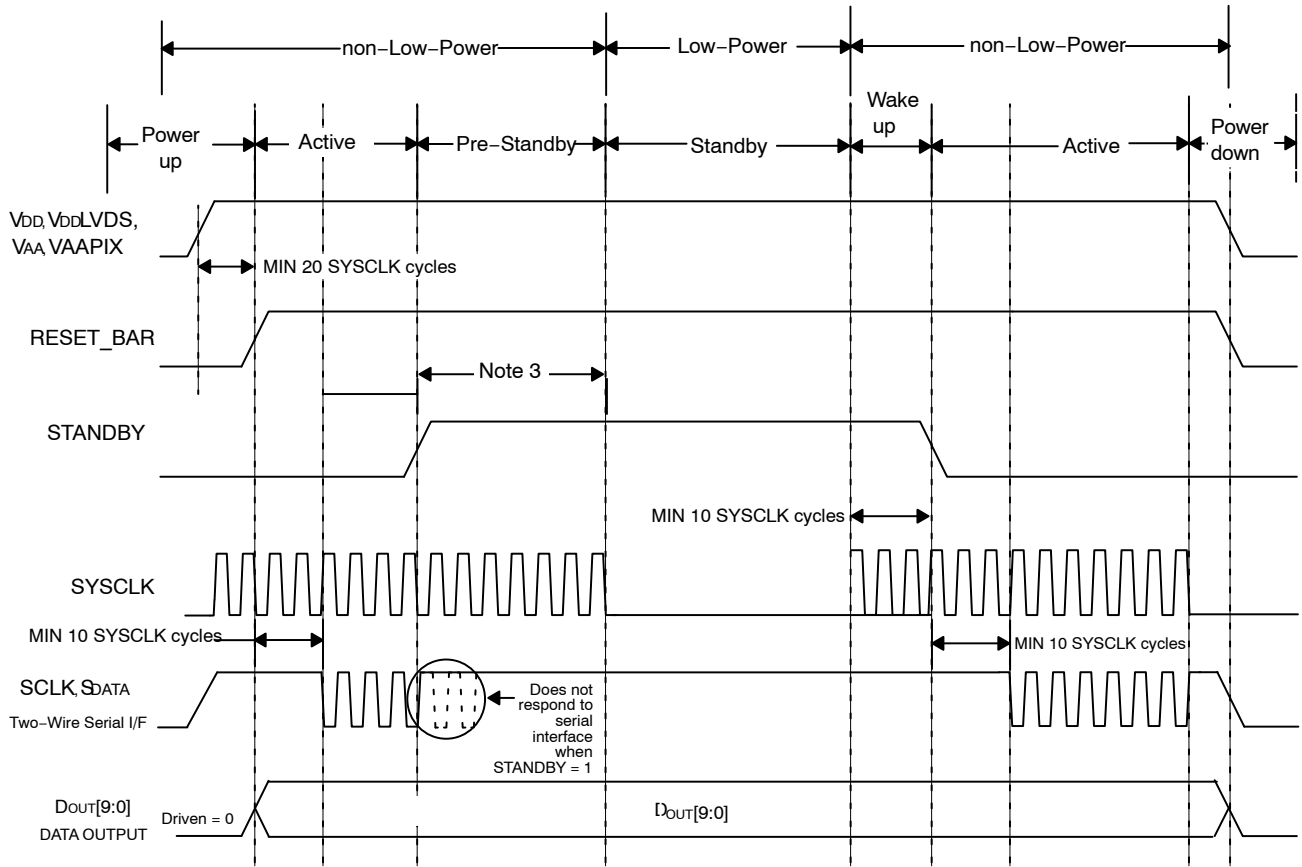 non−Low−Power
Low−Power
non−Low−Power
Power
up
Active
Pre−Standby
Standby
Wake
up
Active
Power
down
VDD, VDDLVDS,
VAA, VAAPIX
MIN 20 SYSCLK cycles
RESET_BAR
Note 3
STANDBY
MIN 10 SYSCLK cycles
SYSCLK
MIN 10 SYSCLK cycles
MIN 10 SYSCLK cycles
SCLK, SDATA
Two−Wire Serial I/F
Does not
respond to
serial
interface
when
STANDBY = 1
DOUT[9:0]
DATA OUTPUT
Driven = 0
DOUT[9:0]